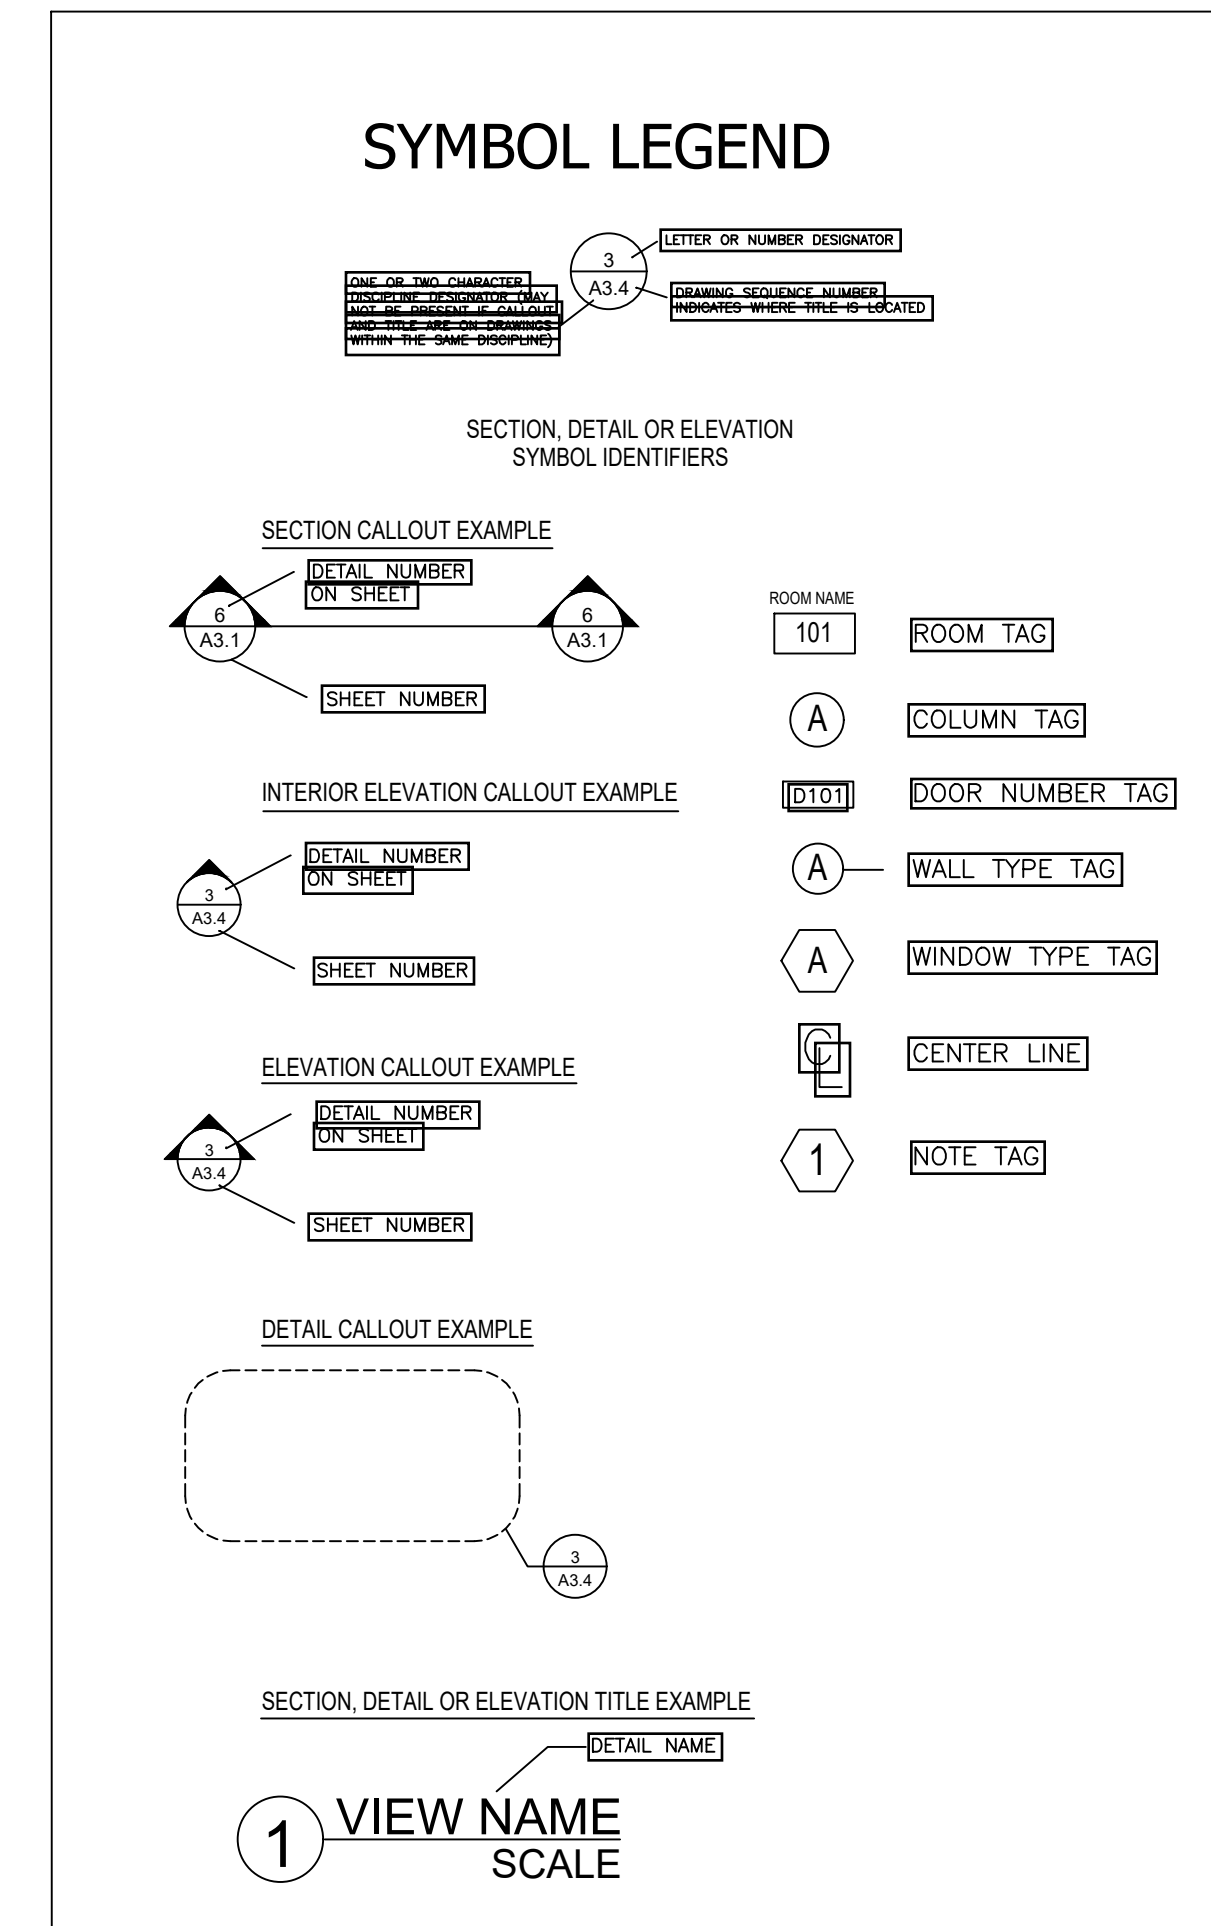 SYMBOL LEGEND
3
A3.4
LETTER OR NUMBER DESIGNATOR
ONE OR TWO CHARACTER
DISCIPLINE DESIGNATOR (MAY
NOT BE PRESENT IF CALLOUT
AND TITLE ARE ON DRAWINGS
WITHIN THE SAME DISCIPLINE)
DRAWING SEQUENCE NUMBER
INDICATES WHERE TITLE IS LOCATED
SECTION, DETAIL OR ELEVATION
SYMBOL IDENTIFIERS
SECTION CALLOUT EXAMPLE
DETAIL NUMBER
ON SHEET
6
A3.1
6
A3.1
SHEET NUMBER
INTERIOR ELEVATION CALLOUT EXAMPLE
DETAIL NUMBER
ON SHEET
3
A3.4
SHEET NUMBER
ELEVATION CALLOUT EXAMPLE
DETAIL NUMBER
ON SHEET
3
A3.4
SHEET NUMBER
DETAIL CALLOUT EXAMPLE
3
A3.4
SECTION, DETAIL OR ELEVATION TITLE EXAMPLE
DETAIL NAME
1 VIEW NAME
SCALE
ROOM NAME
101 ROOM TAG
A COLUMN TAG
D101 DOOR NUMBER TAG
A WALL TYPE TAG
A WINDOW TYPE TAG
CL CENTER LINE
1 NOTE TAG